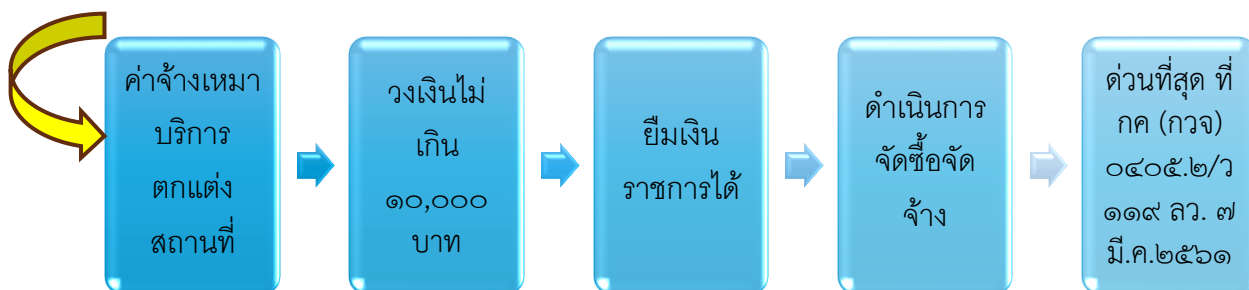 ค่าจ้างเหมา
บริการ
ตกแต่ง
สถานที่
วงเงินไม่
เกิน
๑๐,๐๐๐
บาท
ยืมเงิน
ราชการได้
ดำเนินการ
จัดซื้อจัด
จ้าง
ด่วนที่สุด ที่
กค (กวจ)
๐๔๐๕.๒/ว
๑๑๙ ลว. ๗
มี.ค.๒๕๖๑